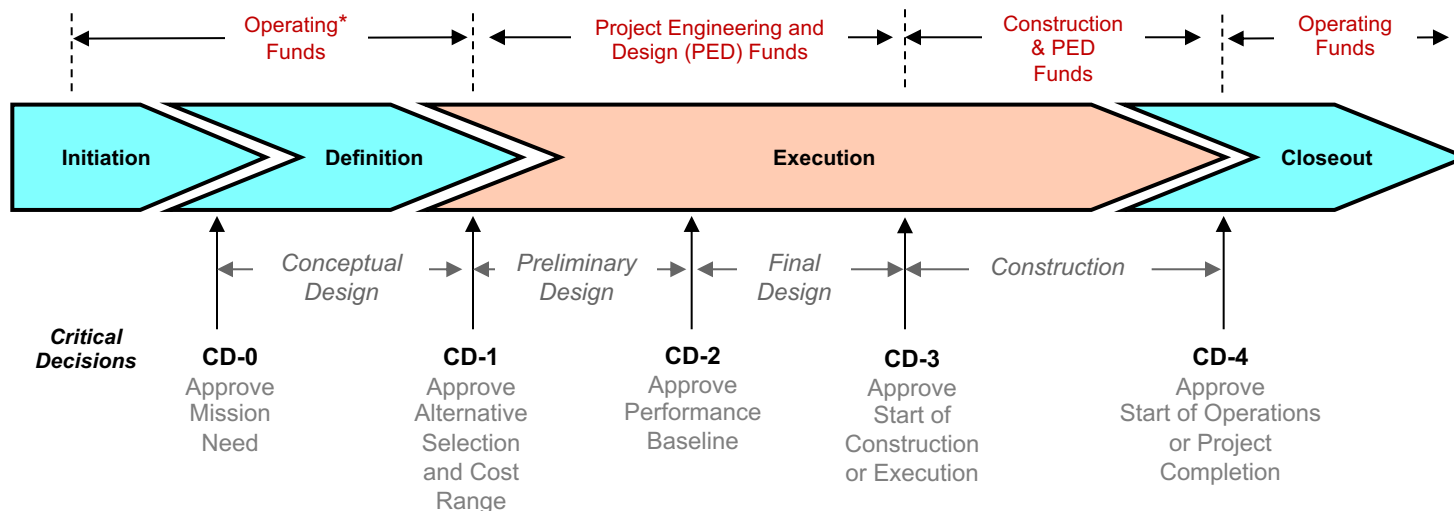 Operating*
Funds
Project Engineering and
Design (PED) Funds
Construction
& PED
Funds
Operating
Funds
Initiation
Definition
Execution
Closeout
Conceptual
Design
Preliminary
Design
Final
Design
Construction
Critical
Decisions
CD-0
Approve
Mission
Need
CD-1
Approve
Alternative
Selection
and Cost
Range
CD-2
Approve
Performance
Baseline
CD-3
Approve
Start of
Construction
or Execution
CD-4
Approve
Start of Operations
or Project
Completion